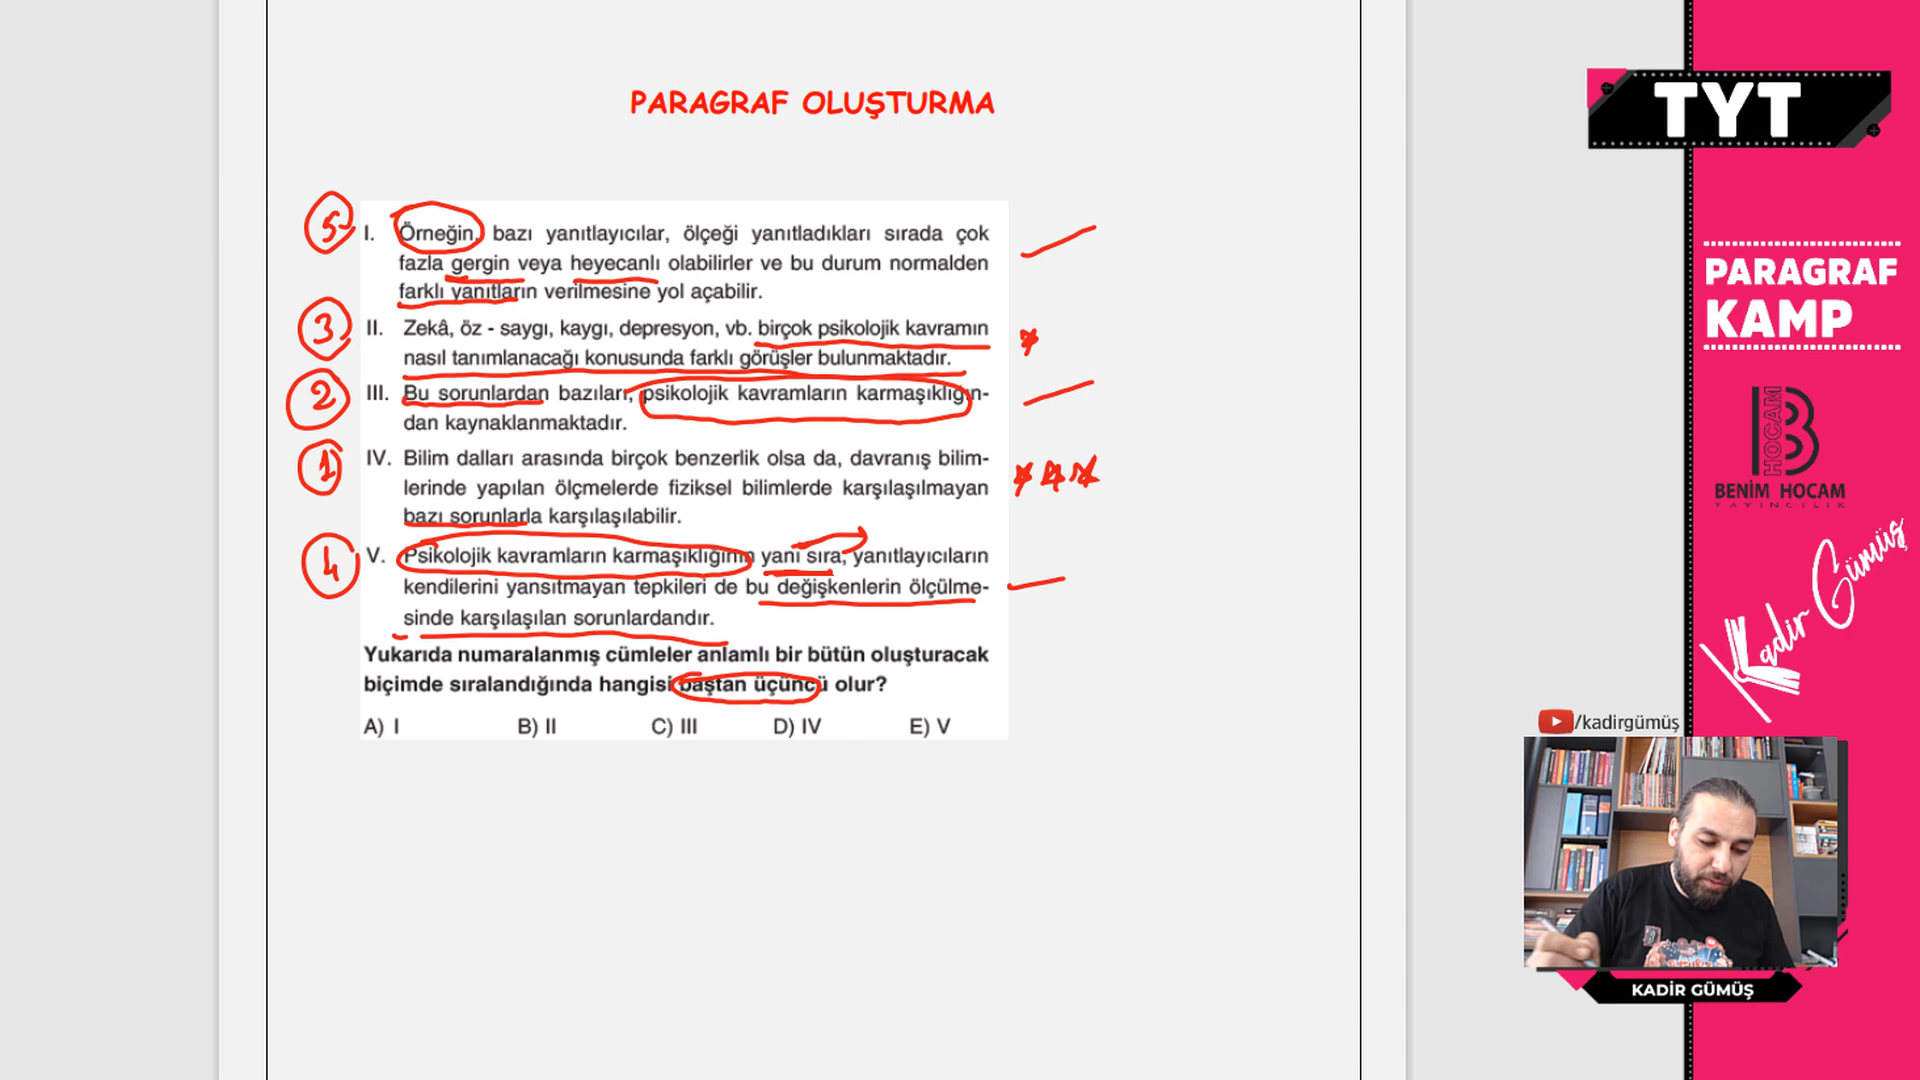 PARAGRAF OLUŞTURMA
5 I. Örneğin, bazı yanıtlayıcılar, ölçeği yanıtladıkları sırada çok
fazla gergin veya heyecanlı olabilirler ve bu durum normalden
farklı yanıtların verilmesine yol açabilir.
3 II. Zekâ, öz - saygı, kaygı, depresyon, vb. birçok psikolojik kavramın
nasıl tanımlanacağı konusunda farklı görüşler bulunmaktadır.
2 III. Bu sorunlardan bazıları, psikolojik kavramların karmaşıklığın-
dan kaynaklanmaktadır.
1 IV. Bilim dalları arasında birçok benzerlik olsa da, davranış bilim-
lerinde yapılan ölçmelerde fiziksel bilimlerde karşılaşılmayan
bazı sorunlarla karşılaşılabilir.
4 V. Psikolojik kavramların karmaşıklığının yanı sıra, yanıtlayıcıların
kendilerini yansıtmayan tepkileri de bu değişkenlerin ölçülme-
sinde karşılaşılan sorunlardandır.
Yukarıda numaralanmış cümleler anlamlı bir bütün oluşturacak
biçimde sıralandığında hangisi baştan üçüncü olur?
A) I B) II C) III D) IV E) V
TYT
PARAGRAF
KAMP
HOCAM
BENİM HOCAM
YAYINCILIK
Kadir Gümüş
/kadirgümüş
KADİR GÜMÜŞ